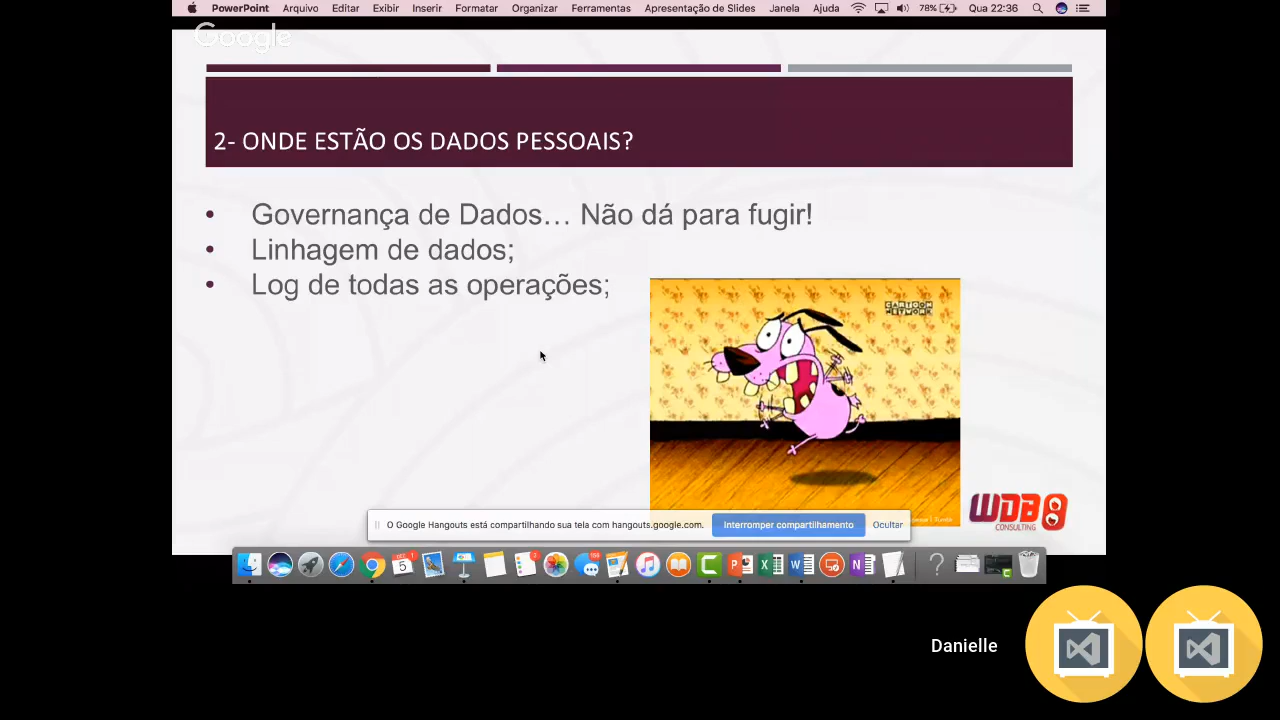 PowerPoint Arquivo Editar Exibir Inserir Formatar Organizar Ferramentas Apresentação de Slides Janela Ajuda 78% Qua 22:36
Google
2- ONDE ESTÃO OS DADOS PESSOAIS?
• Governança de Dados… Não dá para fugir!
• Linhagem de dados;
• Log de todas as operações;
CARTOON
NETWORK
WDB8
CONSULTING
O Google Hangouts está compartilhando sua tela com hangouts.google.com. Interromper compartilhamento Ocultar
5
Danielle